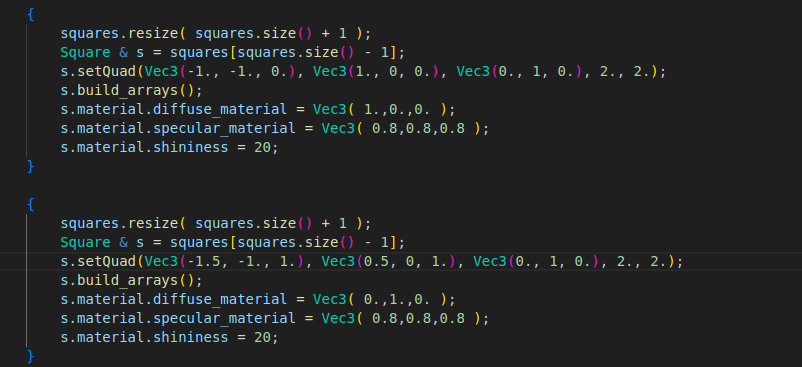 {
squares.resize( squares.size() + 1 );
Square & s = squares[squares.size() - 1];
s.setQuad(Vec3(-1., -1., 0.), Vec3(1., 0, 0.), Vec3(0., 1, 0.), 2., 2.);
s.build_arrays();
s.material.diffuse_material = Vec3( 1.,0.,0. );
s.material.specular_material = Vec3( 0.8,0.8,0.8 );
s.material.shininess = 20;
}
{
squares.resize( squares.size() + 1 );
Square & s = squares[squares.size() - 1];
s.setQuad(Vec3(-1.5, -1., 1.), Vec3(0.5, 0, 1.), Vec3(0., 1, 0.), 2., 2.);
s.build_arrays();
s.material.diffuse_material = Vec3( 0.,1.,0. );
s.material.specular_material = Vec3( 0.8,0.8,0.8 );
s.material.shininess = 20;
}